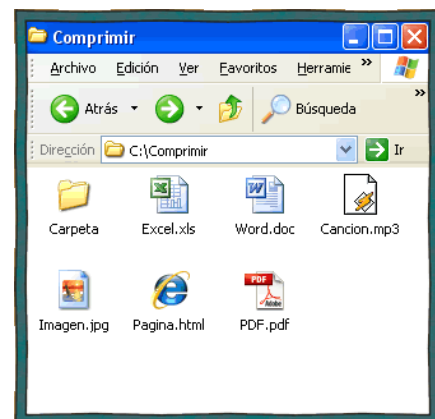 Comprimir
Archivo Edición Ver Favoritos Herramie »
Atrás Búsqueda »
Dirección C:\Comprimir Ir
Carpeta Excel.xls Word.doc Cancion.mp3
Imagen.jpg Pagina.html PDF.pdf